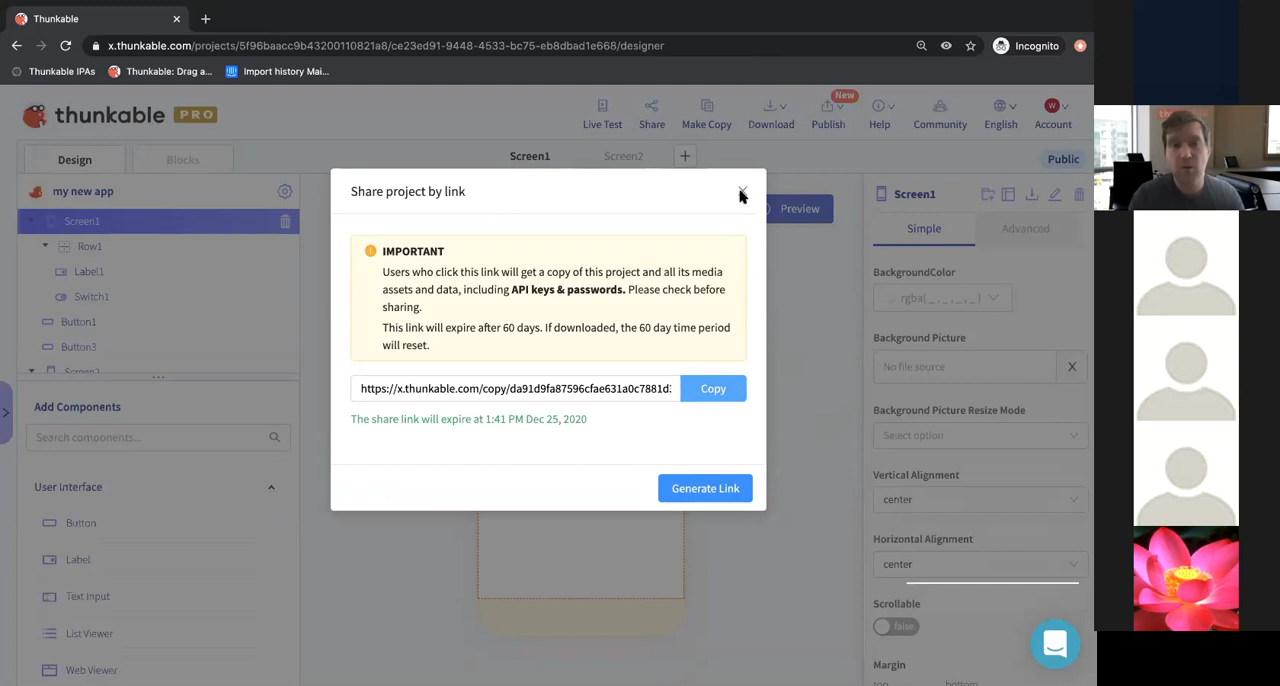 Thunkable
x.thunkable.com/projects/5f96baacc9b43200110821a8/ce23ed91-9448-4533-bc75-eb8dbad1e668/designer
Incognito
Thunkable IPAs
Thunkable: Drag a...
Import history Mai...
thunkable PRO
New
Live Test
Share
Make Copy
Download
Publish
Help
Community
English
W
Account
Design
Blocks
Screen1
Screen2
Public
my new app
Screen1
Row1
Label1
Switch1
Button1
Button3
Screen2
Add Components
Search components...
User Interface
Button
Label
Text Input
List Viewer
Web Viewer
Share project by link
IMPORTANT
Users who click this link will get a copy of this project and all its media
assets and data, including API keys & passwords. Please check before
sharing.
This link will expire after 60 days. If downloaded, the 60 day time period
will reset.
https://x.thunkable.com/copy/da91d9fa87596cfae631a0c7881d
Copy
The share link will expire at 1:41 PM Dec 25, 2020
Generate Link
Preview
Screen1
Simple
Advanced
BackgroundColor
rgba( _ , _ , _ , _ )
Background Picture
No file source
X
Background Picture Resize Mode
Select option
Vertical Alignment
center
Horizontal Alignment
center
Scrollable
false
Margin